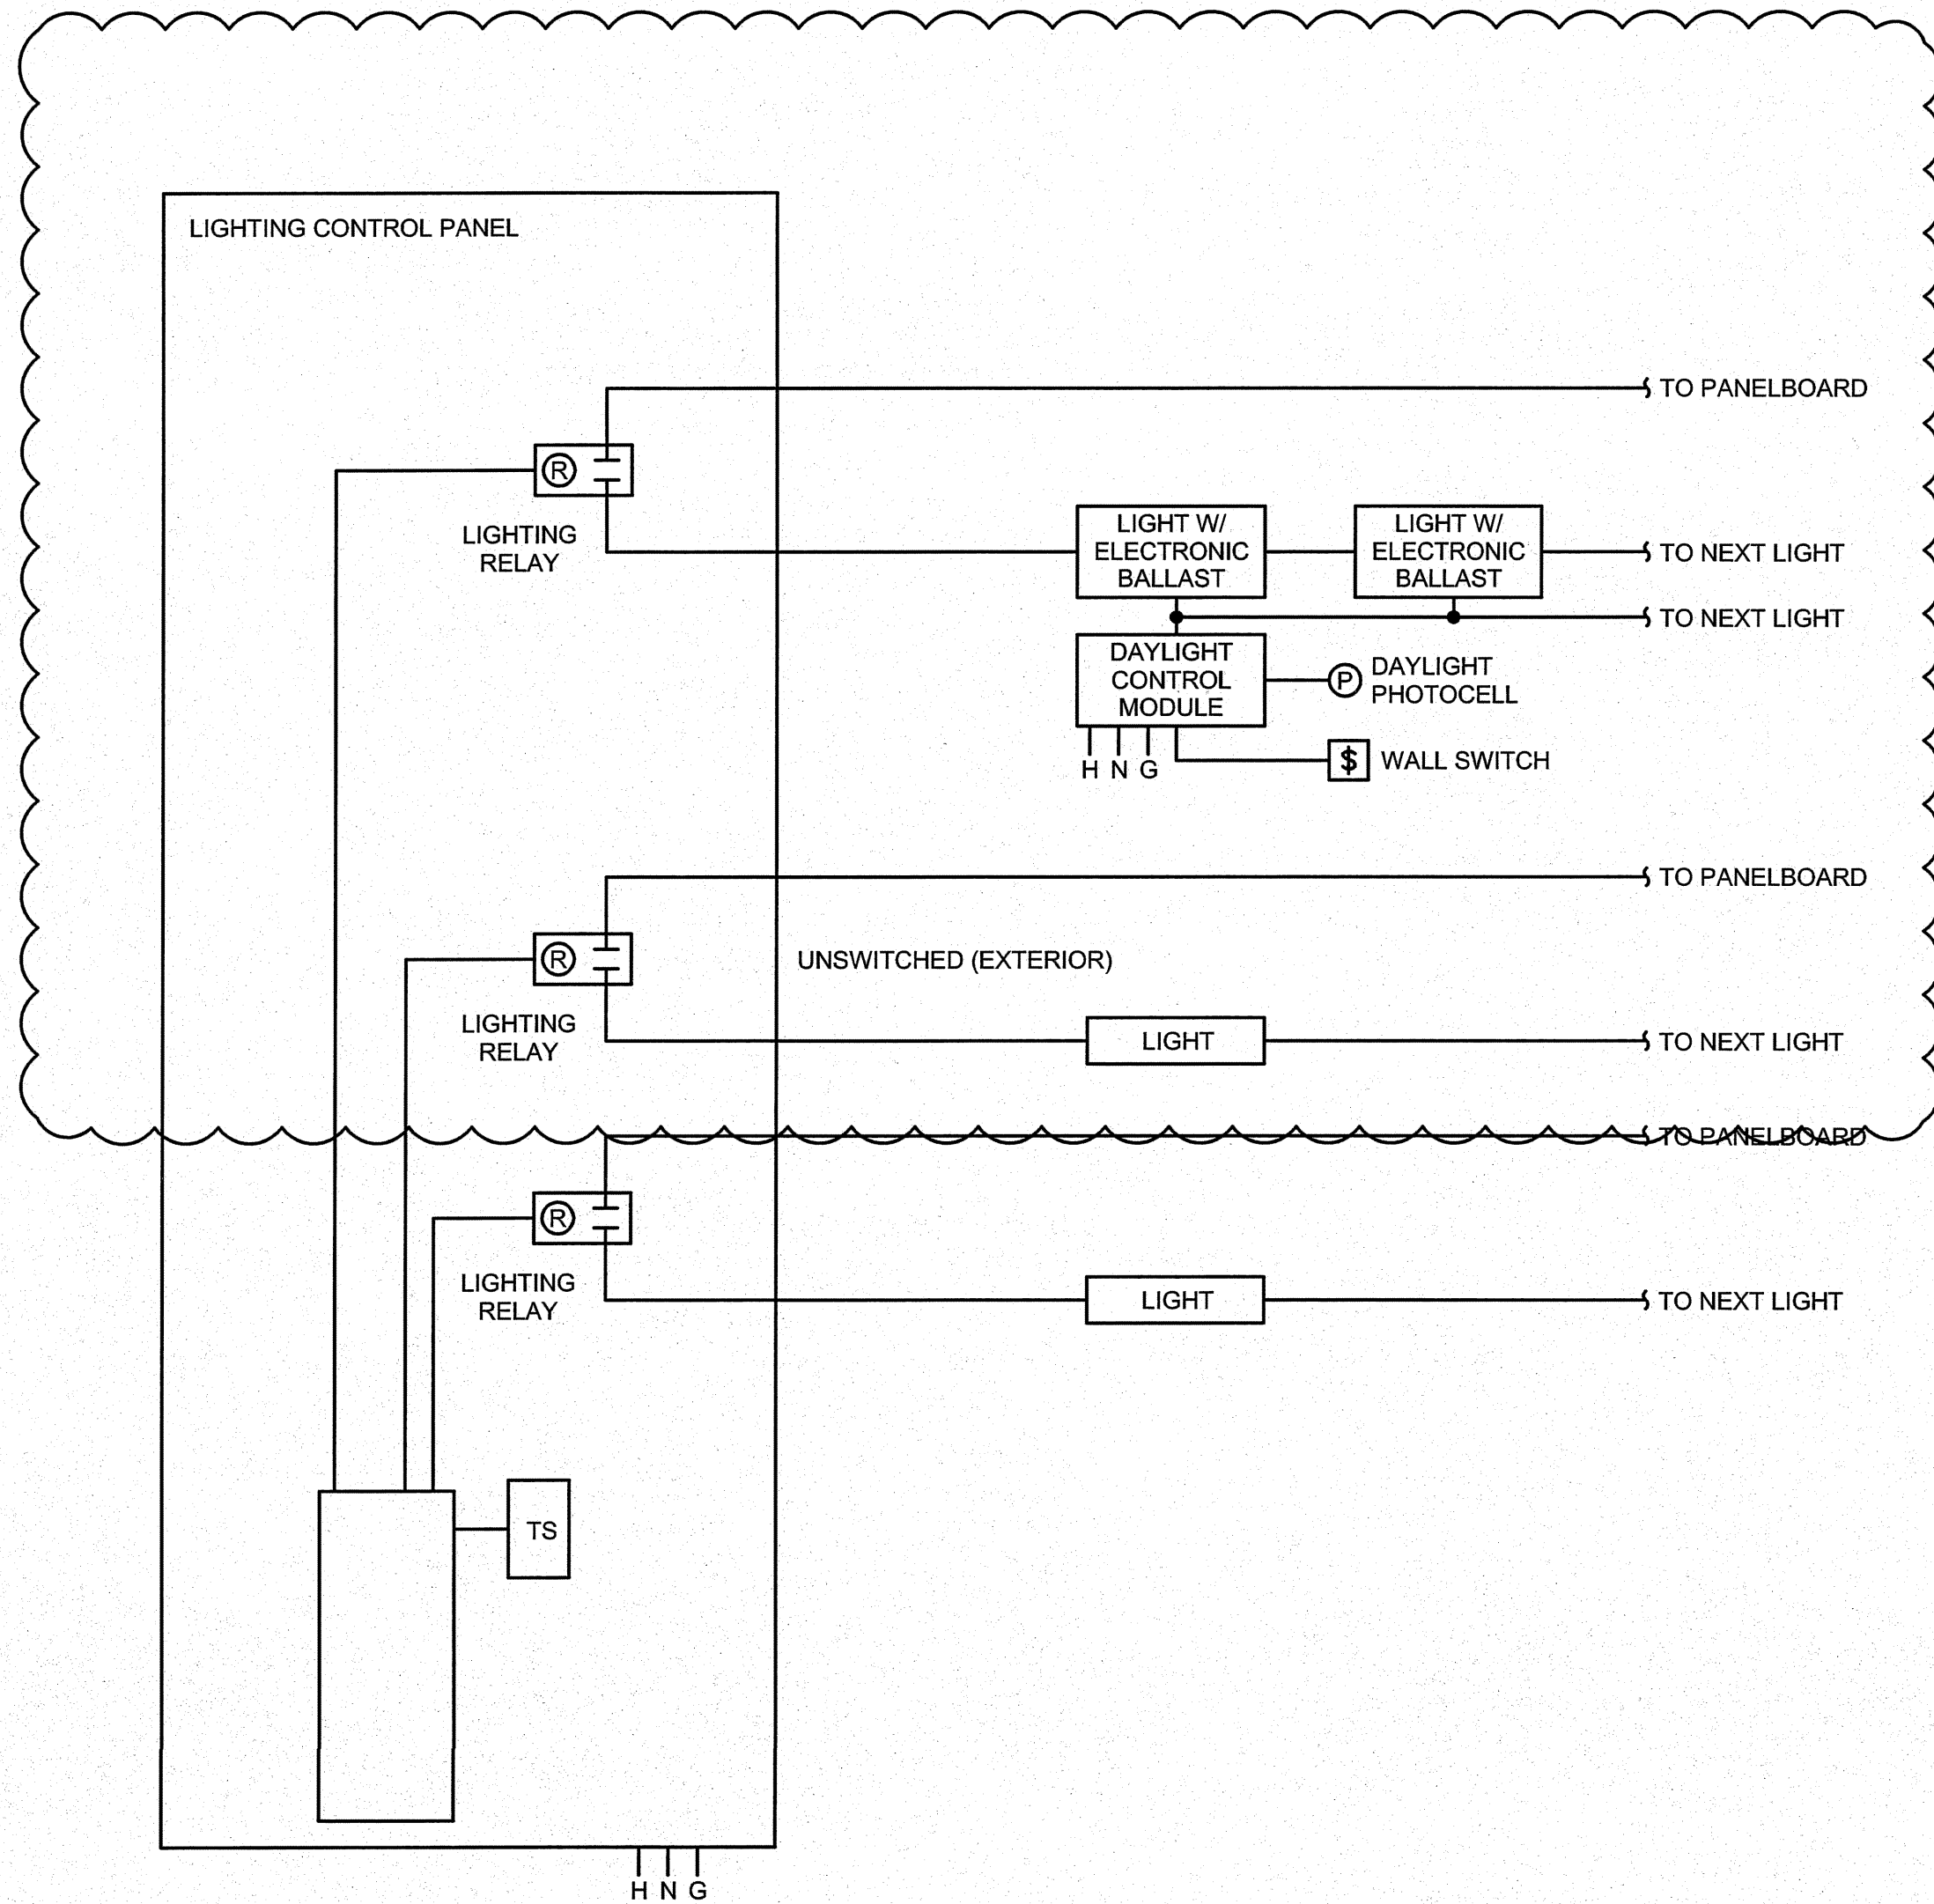 LIGHTING CONTROL PANEL
TO PANELBOARD
R
LIGHTING
RELAY
LIGHT W/
ELECTRONIC
BALLAST
LIGHT W/
ELECTRONIC
BALLAST
TO NEXT LIGHT
TO NEXT LIGHT
DAYLIGHT
CONTROL
MODULE
P
DAYLIGHT
PHOTOCELL
H N G
$
WALL SWITCH
TO PANELBOARD
R
UNSWITCHED (EXTERIOR)
LIGHTING
RELAY
LIGHT
TO NEXT LIGHT
TO PANELBOARD
R
LIGHTING
RELAY
LIGHT
TO NEXT LIGHT
TS
H N G